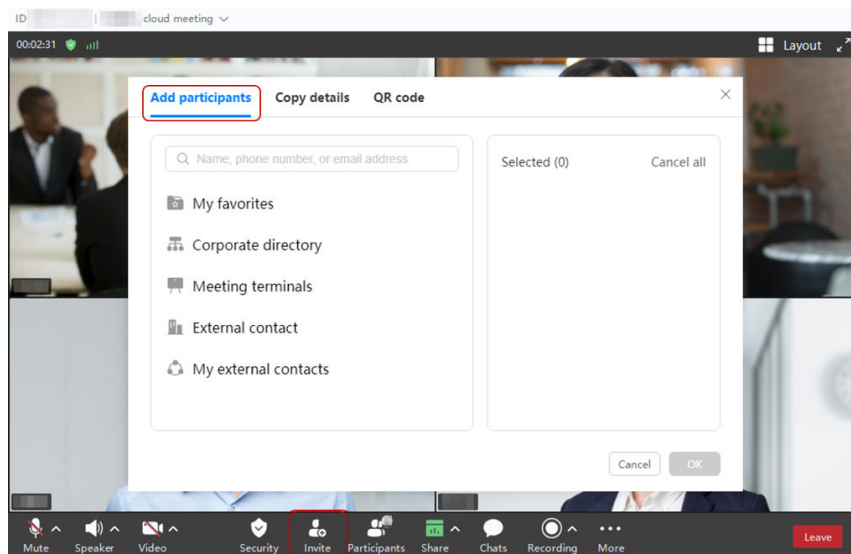 ID | cloud meeting
00:02:31
Layout
Add participants Copy details QR code
Name, phone number, or email address
Selected (0) Cancel all
My favorites
Corporate directory
Meeting terminals
External contact
My external contacts
Cancel OK
Mute Speaker Video Security Invite Participants Share Chats Recording More Leave